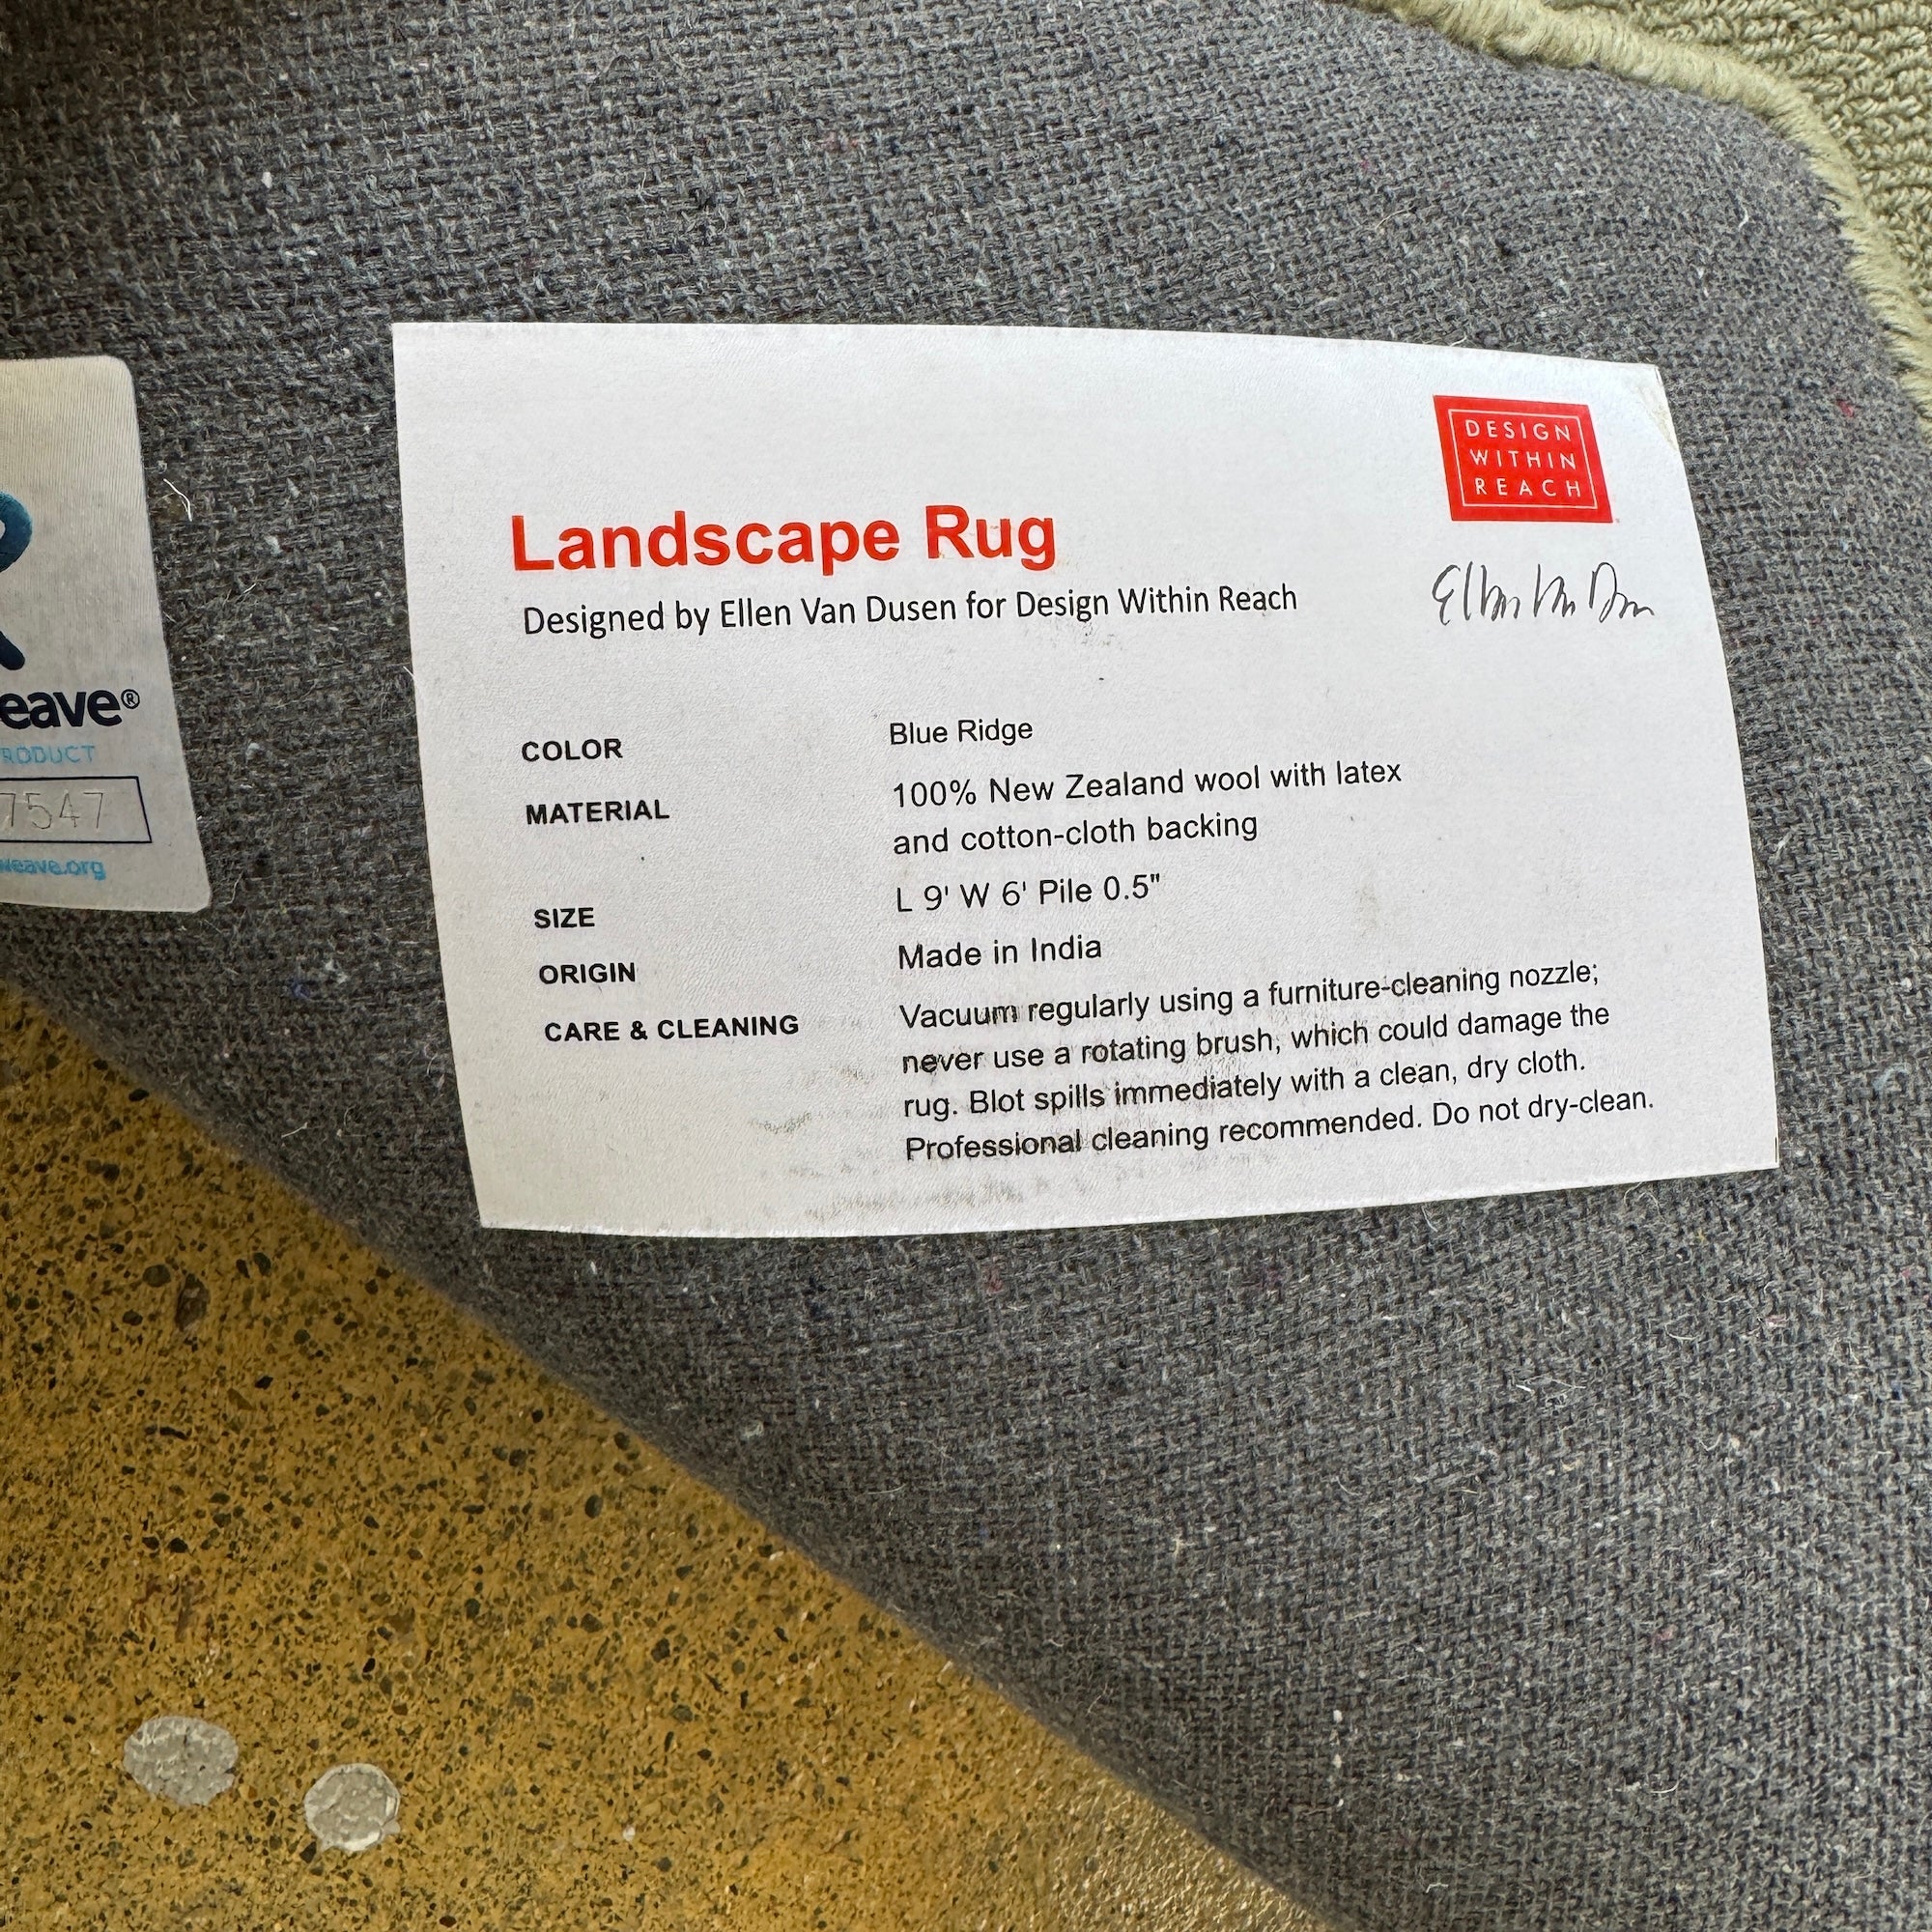 DESIGN
WITHIN
REACH
Landscape Rug
Designed by Ellen Van Dusen for Design Within Reach
Ellen Van Dusen
COLOR Blue Ridge
MATERIAL 100% New Zealand wool with latex
and cotton-cloth backing
SIZE L 9' W 6' Pile 0.5"
ORIGIN Made in India
CARE & CLEANING Vacuum regularly using a furniture-cleaning nozzle;
never use a rotating brush, which could damage the
rug. Blot spills immediately with a clean, dry cloth.
Professional cleaning recommended. Do not dry-clean.
eave®
RODUCT
7547
weave.org